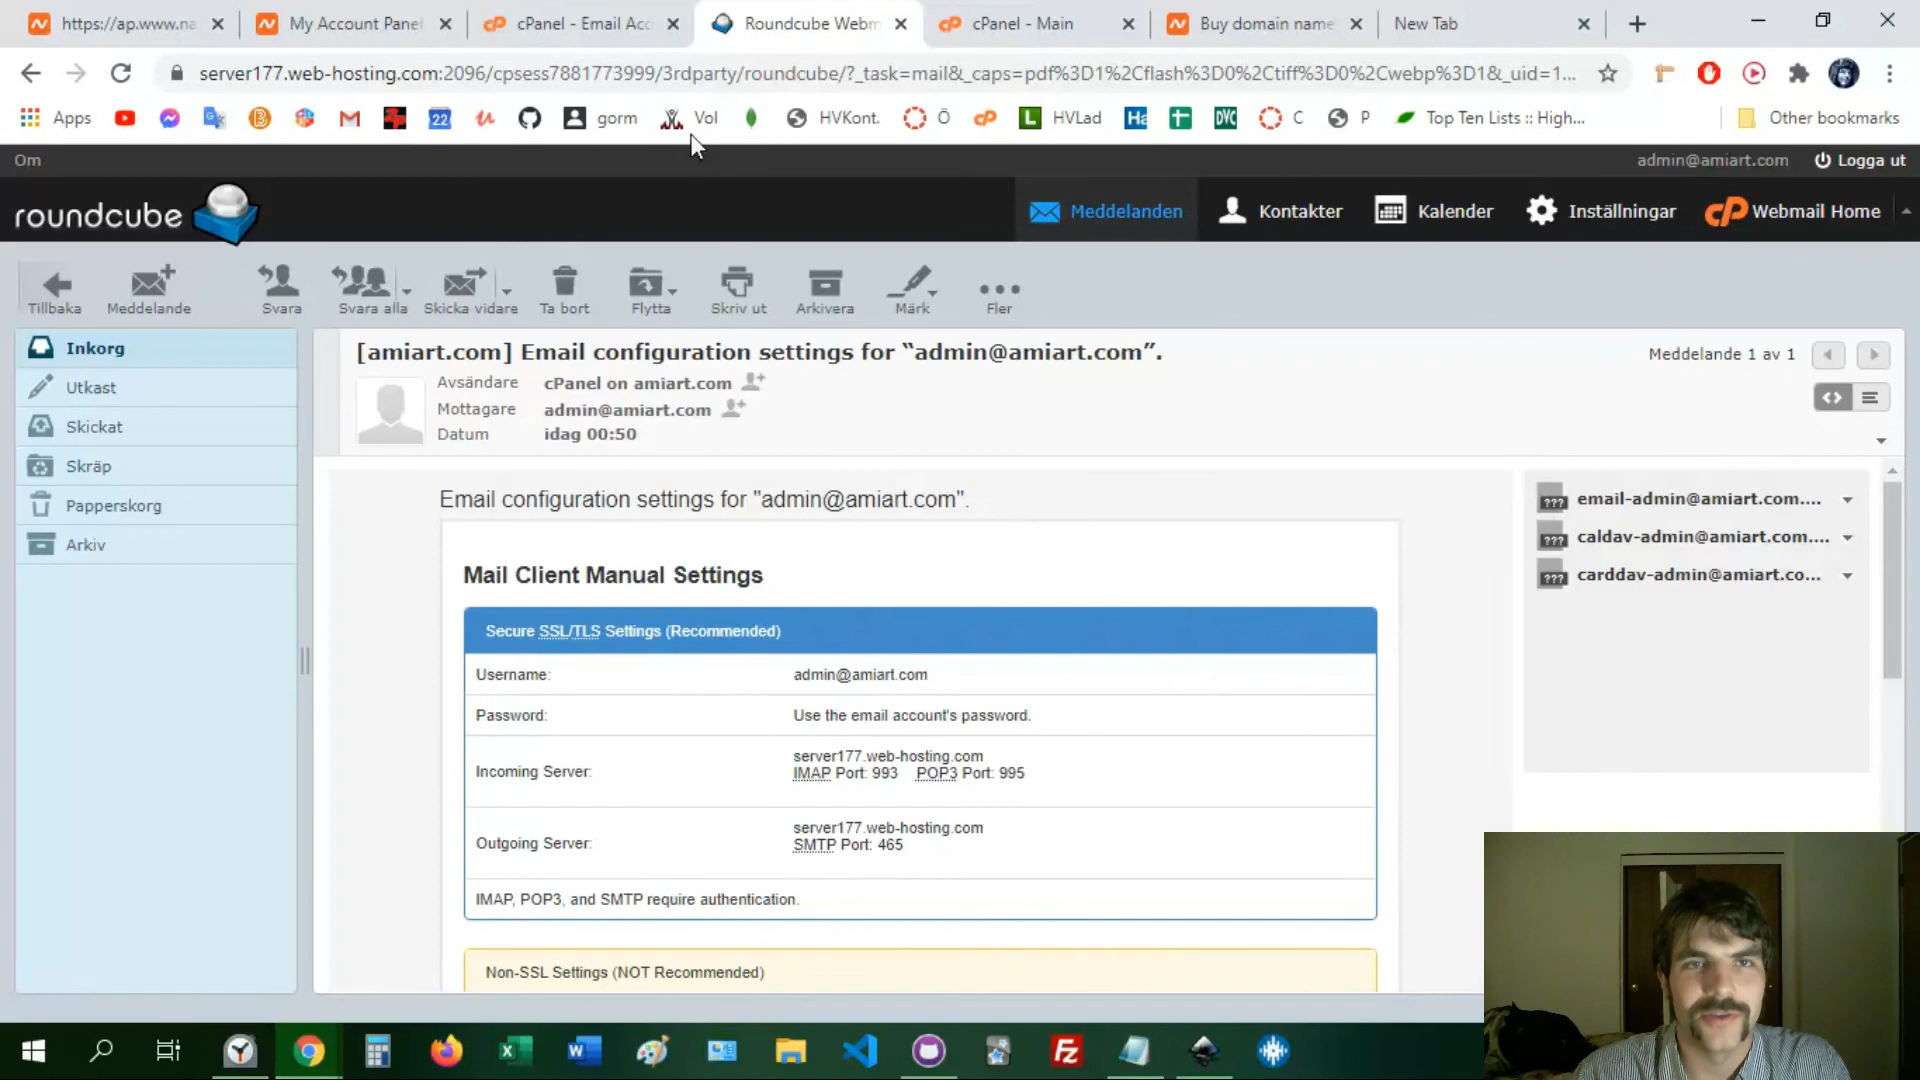 https://ap.www.na
My Account Panel
cPanel - Email Acc
Roundcube Webm
cPanel - Main
Buy domain name
New Tab
server177.web-hosting.com:2096/cpsess7881773999/3rdparty/roundcube/?_task=mail&_caps=pdf%3D1%2Cflash%3D0%2Ctiff%3D0%2Cwebp%3D1&_uid=1...
Apps
22
gorm
Vol
HVKont.
Ö
L HVLad
Ha
DVC
C
P
Top Ten Lists :: High...
Other bookmarks
Om
admin@amiart.com
Logga ut
roundcube
Meddelanden
Kontakter
Kalender
Inställningar
cP Webmail Home
Tillbaka
Meddelande
Svara
Svara alla
Skicka vidare
Ta bort
Flytta
Skriv ut
Arkivera
Märk
Fler
Inkorg
Utkast
Skickat
Skräp
Papperskorg
Arkiv
[amiart.com] Email configuration settings for “admin@amiart.com”.
Meddelande 1 av 1
Avsändare cPanel on amiart.com
Mottagare admin@amiart.com
Datum idag 00:50
Email configuration settings for "admin@amiart.com".
Mail Client Manual Settings
Secure SSL/TLS Settings (Recommended)
Username: admin@amiart.com
Password: Use the email account's password.
Incoming Server: server177.web-hosting.com
IMAP Port: 993 POP3 Port: 995
Outgoing Server: server177.web-hosting.com
SMTP Port: 465
IMAP, POP3, and SMTP require authentication.
Non-SSL Settings (NOT Recommended)
??? email-admin@amiart.com....
??? caldav-admin@amiart.com....
??? carddav-admin@amiart.co...